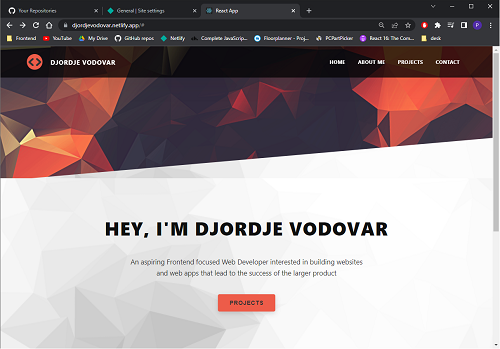 Your Repositories
General | Site settings
React App
djordjevodovar.netlify.app/#
Frontend
YouTube
My Drive
GitHub repos
Netlify
Complete JavaScrip...
Floorplanner - Proj...
PCPartPicker
React 16: The Com...
desk
DJORDJE VODOVAR
HOME
ABOUT ME
PROJECTS
CONTACT
HEY, I'M DJORDJE VODOVAR
An aspiring Frontend focused Web Developer interested in building websites
and web apps that lead to the success of the larger product
PROJECTS